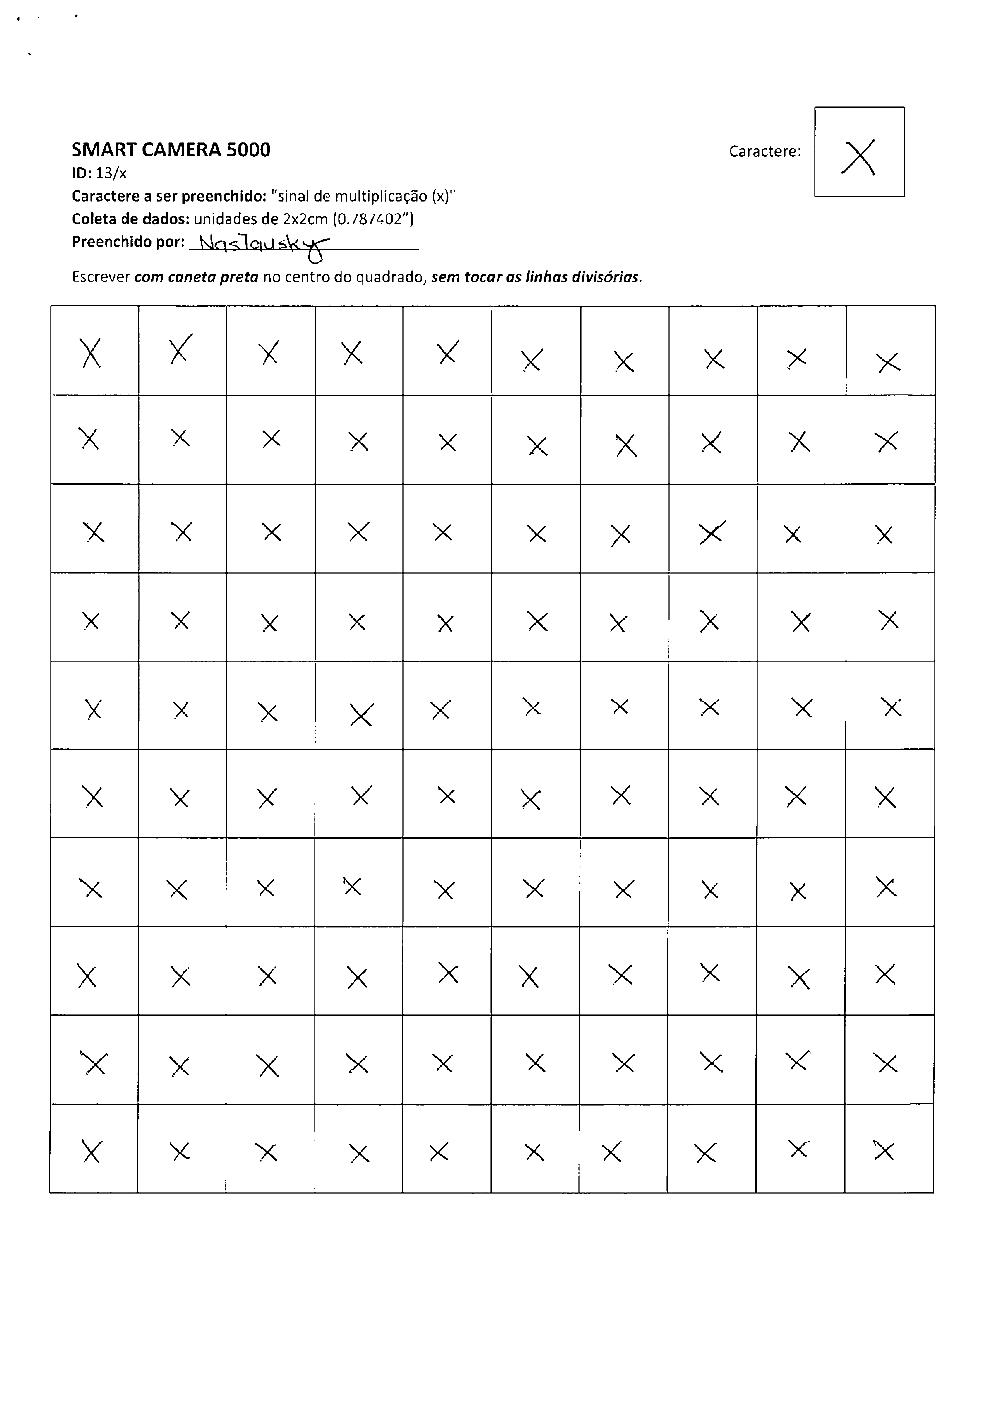 SMART CAMERA 5000
ID: 13/x
Caractere a ser preenchido: "sinal de multiplicação (x)"
Coleta de dados: unidades de 2x2cm (0.787402")
Preenchido por: Naslausky
Caractere: X
Escrever com caneta preta no centro do quadrado, sem tocar as linhas divisórias.
X X X X X X X X X X
X X X X X X X X X X
X X X X X X X X X X
X X X X X X X X X X
X X X X X X X X X X
X X X X X X X X X X
X X X X X X X X X X
X X X X X X X X X X
X X X X X X X X X X
X X X X X X X X X X